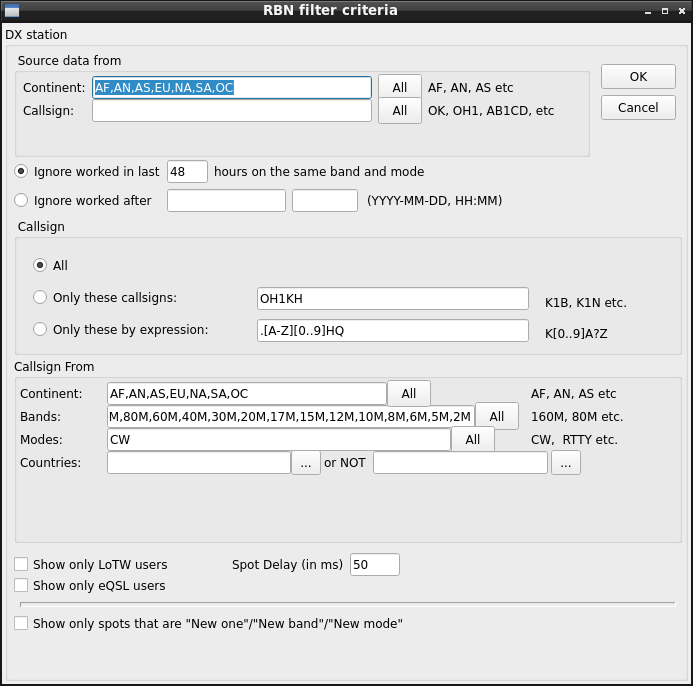 RBN filter criteria
DX station
Source data from
Continent: AF,AN,AS,EU,NA,SA,OC All AF, AN, AS etc OK
Callsign: All OK, OH1, AB1CD, etc Cancel
Ignore worked in last 48 hours on the same band and mode
Ignore worked after (YYYY-MM-DD, HH:MM)
Callsign
All
Only these callsigns: OH1KH K1B, K1N etc.
Only these by expression: .[A-Z][0..9]HQ K[0..9]A?Z
Callsign From
Continent: AF,AN,AS,EU,NA,SA,OC All AF, AN, AS etc
Bands: M,80M,60M,40M,30M,20M,17M,15M,12M,10M,8M,6M,5M,2M All 160M, 80M etc.
Modes: CW All CW, RTTY etc.
Countries: ... or NOT ...
Show only LoTW users Spot Delay (in ms) 50
Show only eQSL users
Show only spots that are "New one"/"New band"/"New mode"